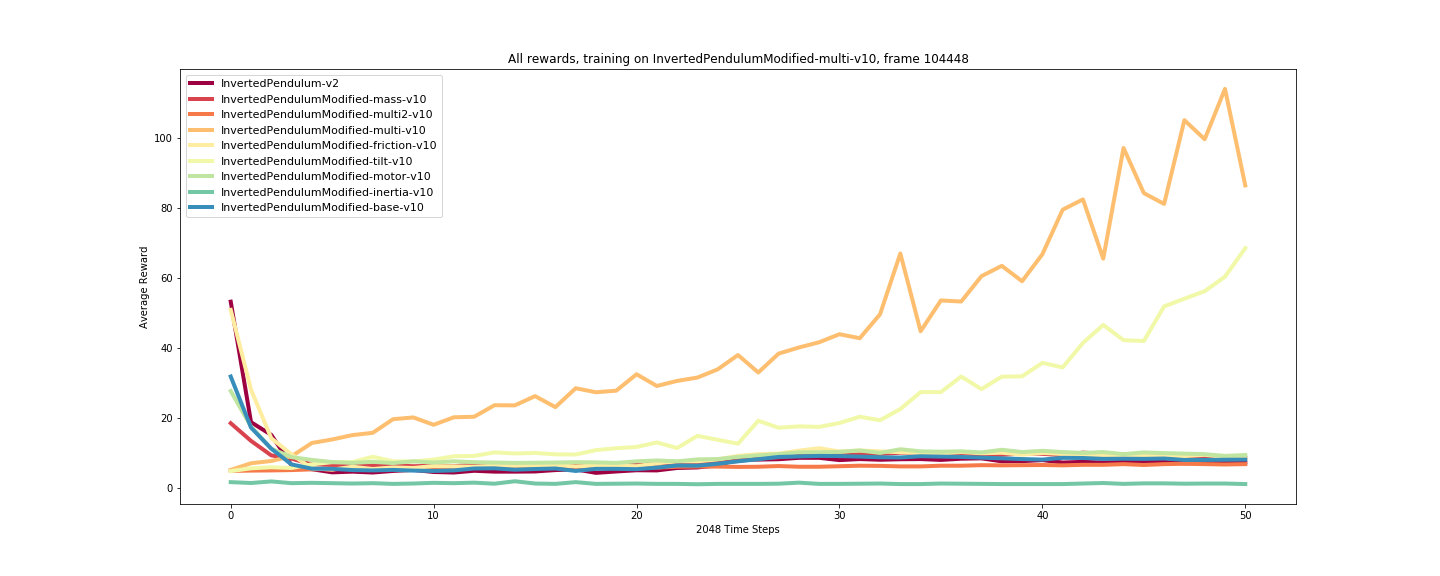 All rewards, training on InvertedPendulumModified-multi-v10, frame 104448
InvertedPendulum-v2
InvertedPendulumModified-mass-v10
InvertedPendulumModified-multi2-v10
InvertedPendulumModified-multi-v10
InvertedPendulumModified-friction-v10
InvertedPendulumModified-tilt-v10
InvertedPendulumModified-motor-v10
InvertedPendulumModified-inertia-v10
InvertedPendulumModified-base-v10
Average Reward
100
80
60
40
20
0
0 10 20 30 40 50
2048 Time Steps